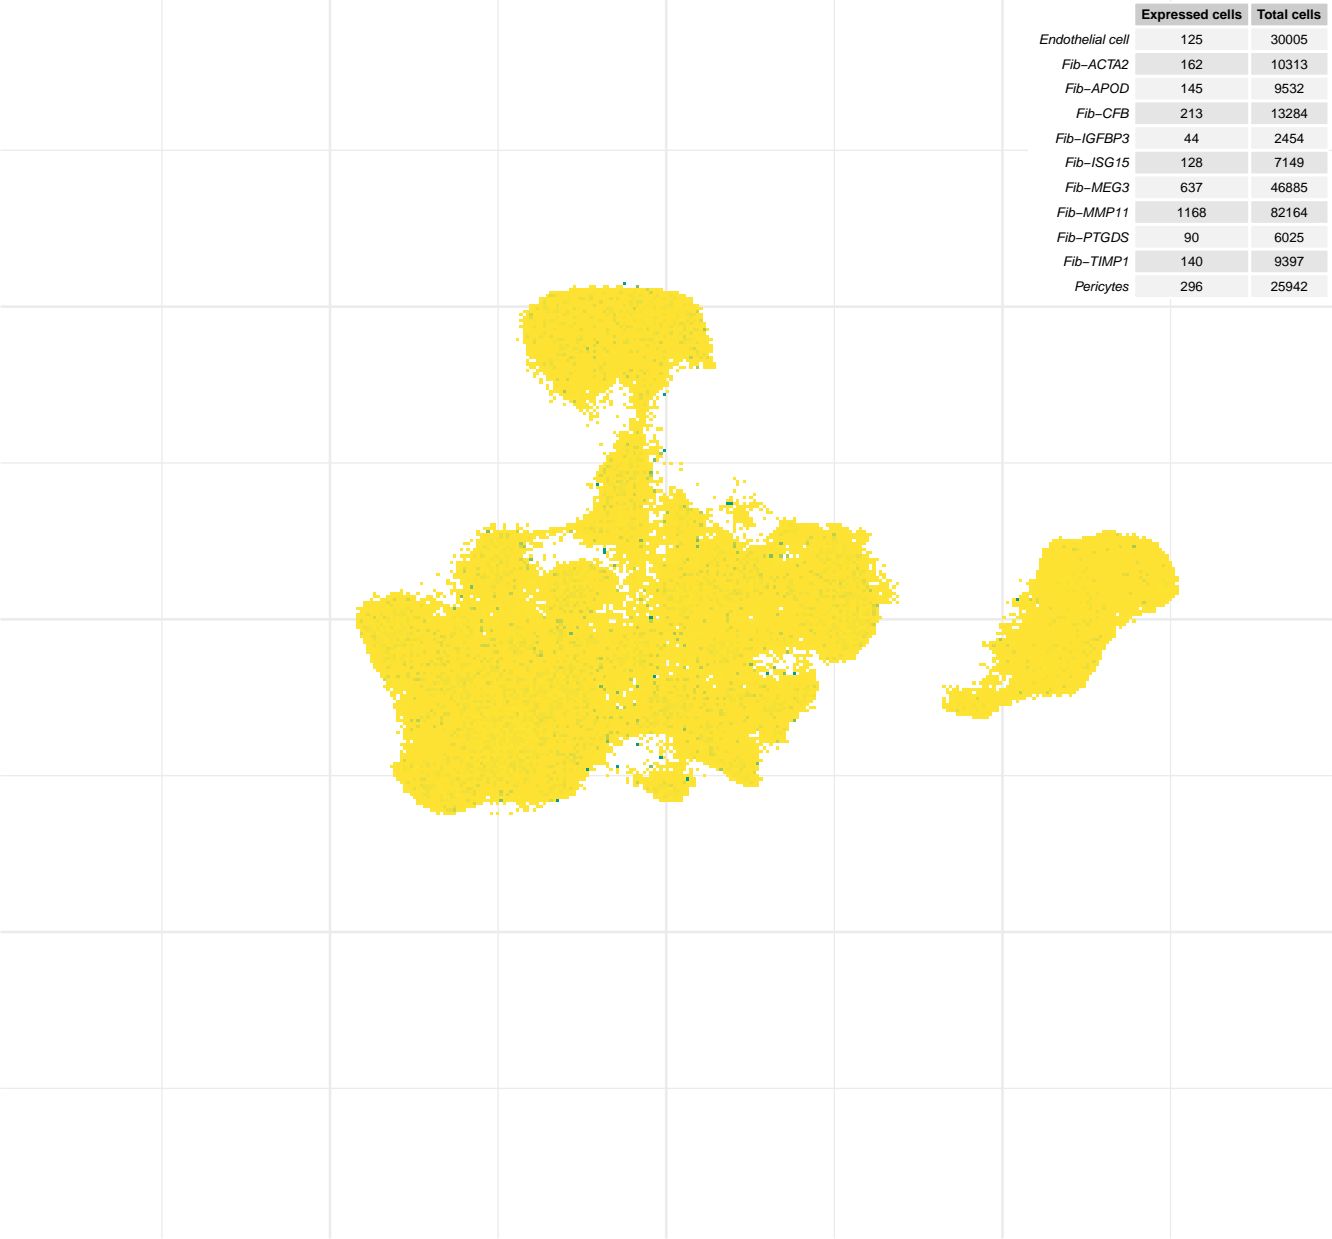 Expressed cells Total cells
Endothelial cell 125 30005
Fib−ACTA2 162 10313
Fib−APOD 145 9532
Fib−CFB 213 13284
Fib−IGFBP3 44 2454
Fib−ISG15 128 7149
Fib−MEG3 637 46885
Fib−MMP11 1168 82164
Fib−PTGDS 90 6025
Fib−TIMP1 140 9397
Pericytes 296 25942